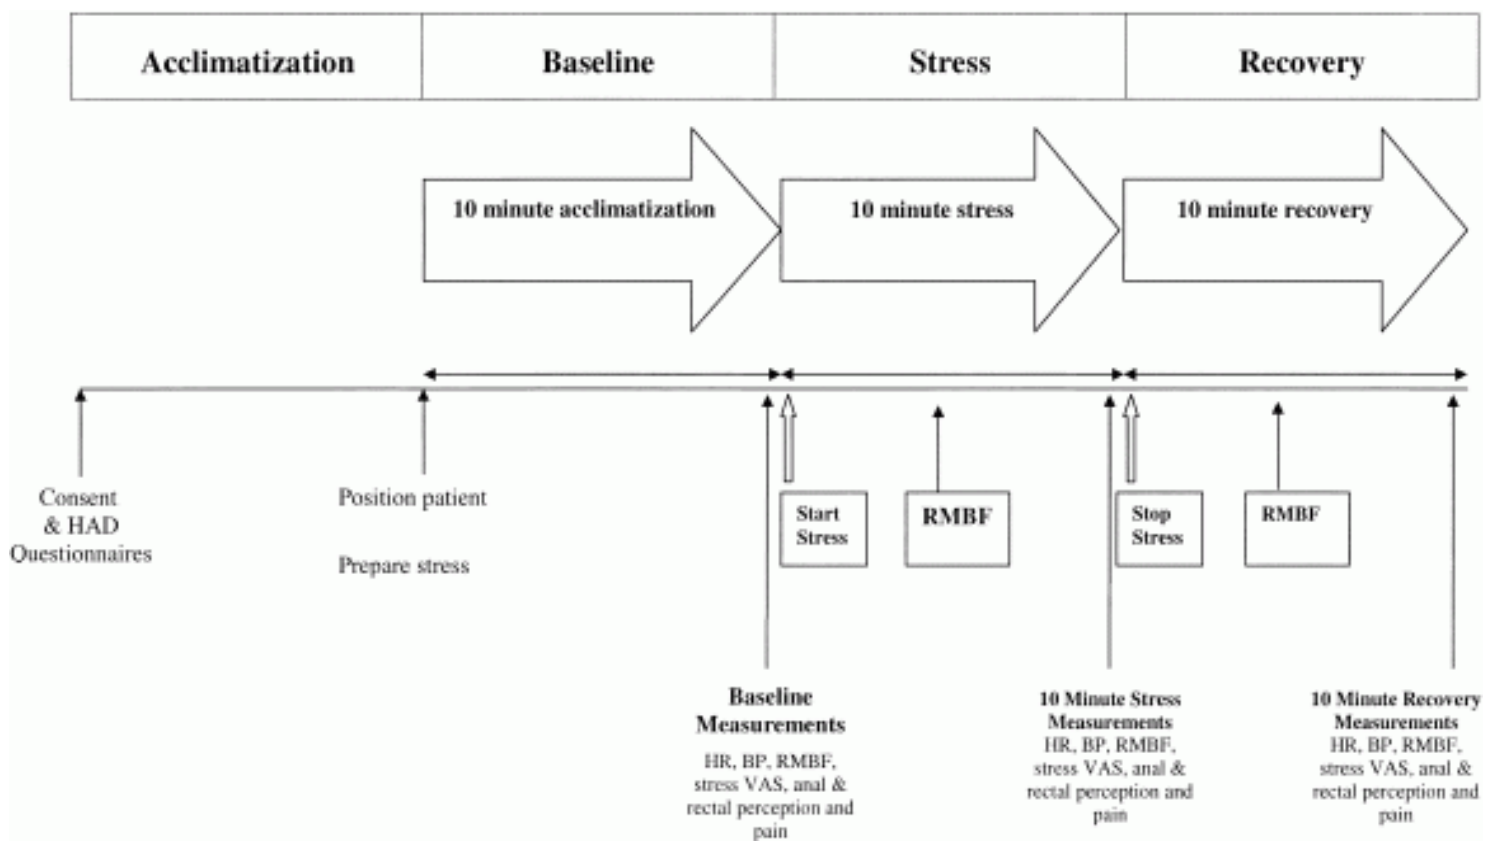 Acclimatization
Baseline
Stress
Recovery
10 minute acclimatization
10 minute stress
10 minute recovery
Consent
& HAD
Questionnaires
Position patient
Prepare stress
Start
Stress
RMBF
Stop
Stress
RMBF
Baseline
Measurements
HR, BP, RMBF,
stress VAS, anal &
rectal perception and
pain
10 Minute Stress
Measurements
HR, BP, RMBF,
stress VAS, anal &
rectal perception and
pain
10 Minute Recovery
Measurements
HR, BP, RMBF,
stress VAS, anal &
rectal perception and
pain